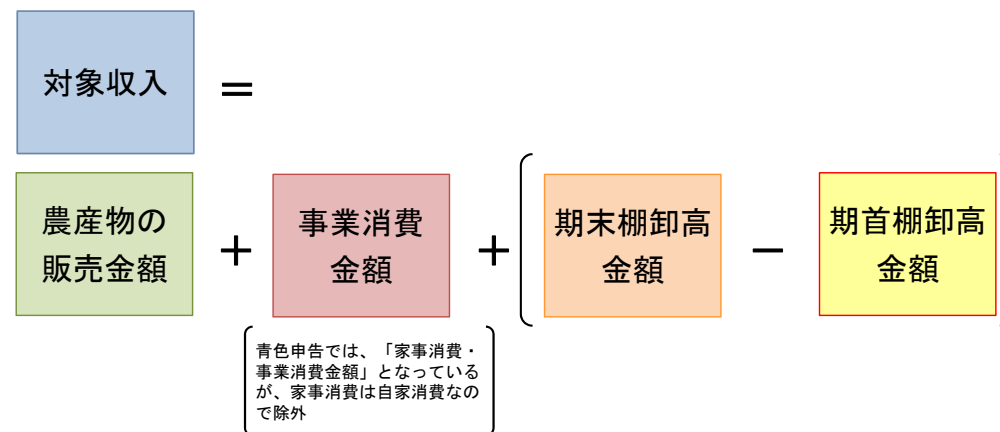 対象収入
＝
農産物の
販売金額
＋
事業消費
金額
＋
期末棚卸高
金額
－
期首棚卸高
金額
青色申告では、「家事消費・
事業消費金額」となっている
が、家事消費は自家消費なの
で除外